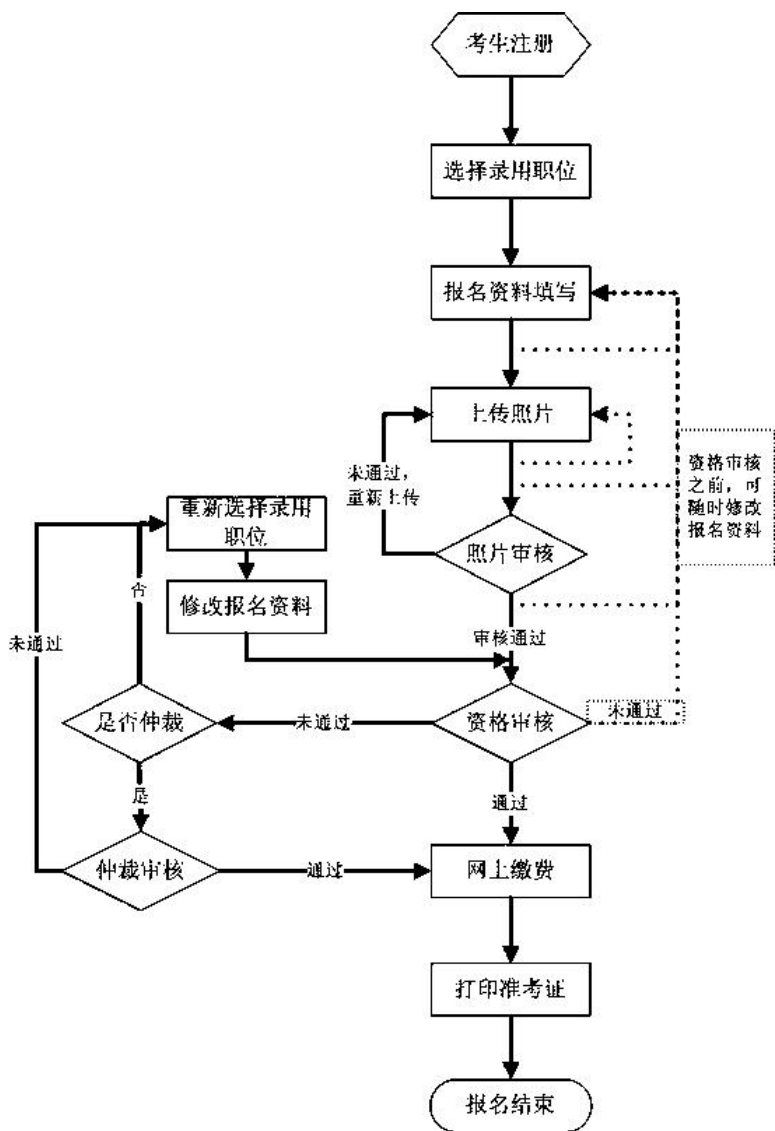 考生注册
选择录用职位
报名资料填写
上传照片
未通过，
重新上传
资格审核
之前，可
随时修改
报名资料
重新选择录用
职位
照片审核
否
修改报名资料
未通过
审核通过
是否仲裁
未通过
资格审核
未通过
是
通过
仲裁审核
通过
网上缴费
打印准考证
报名结束